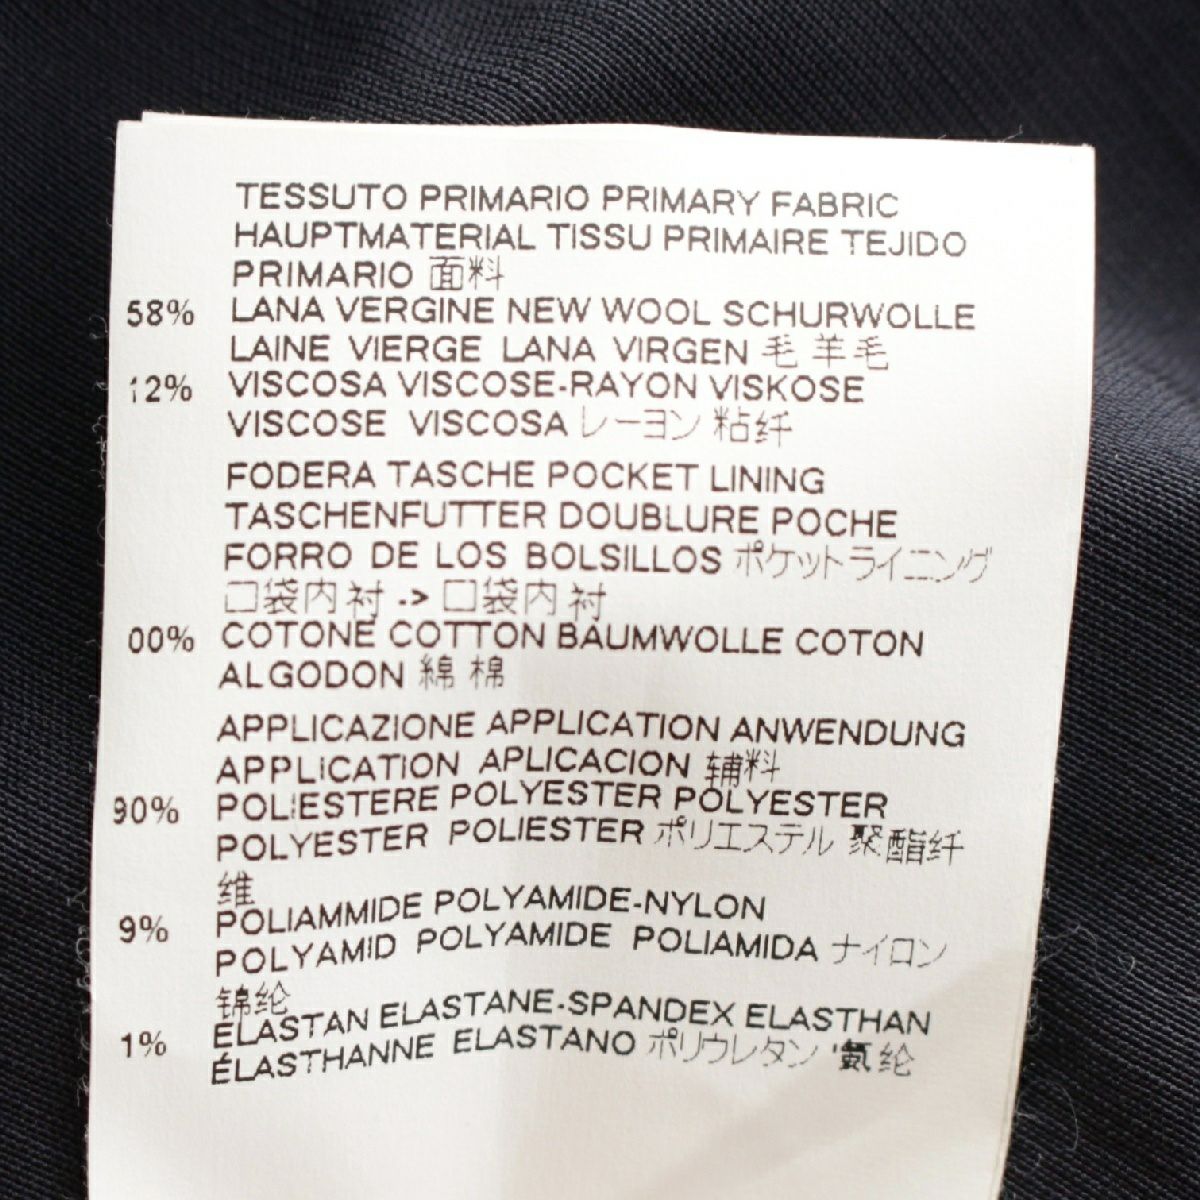 TESSUTO PRIMARIO PRIMARY FABRIC
HAUPTMATERIAL TISSU PRIMAIRE TEJIDO
PRIMARIO 面料
58% LANA VERGINE NEW WOOL SCHURWOLLE
LAINE VIERGE LANA VIRGEN 毛 羊毛
12% VISCOSA VISCOSE-RAYON VISKOSE
VISCOSE VISCOSA レーヨン 粘纤
FODERA TASCHE POCKET LINING
TASCHENFUTTER DOUBLURE POCHE
FORRO DE LOS BOLSILLOS ポケットライニング
口袋内衬 -> 口袋内衬
00% COTONE COTTON BAUMWOLLE COTON
ALGODON 綿 棉
APPLICAZIONE APPLICATION ANWENDUNG
APPLICATION APLICACION 辅料
90% POLIESTERE POLYESTER POLYESTER
POLYESTER POLIESTER ポリエステル 聚酯纤
维
9% POLIAMMIDE POLYAMIDE-NYLON
POLYAMID POLYAMIDE POLIAMIDA ナイロン
锦纶
1% ELASTAN ELASTANE-SPANDEX ELASTHAN
ÉLASTHANNE ELASTANO ポリウレタン '氨纶